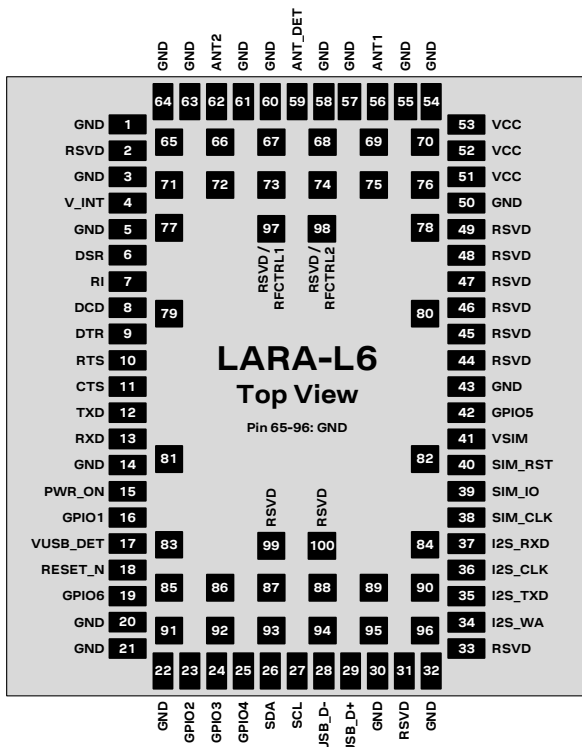 GND GND ANT2 GND GND ANT_DET GND GND ANT1 GND GND
64 63 62 61 60 59 58 57 56 55 54
GND 1 53 VCC
65 66 67 68 69 70
RSVD 2 52 VCC
GND 3 51 VCC
71 72 73 74 75 76
V_INT 4 50 GND
GND 5 77 97 98 78 49 RSVD
DSR 6 48 RSVD
RSVD /
RFCTRL1
RSVD /
RFCTRL2
RI 7 47 RSVD
DCD 8 79 80 46 RSVD
DTR 9 45 RSVD
RTS 10 LARA-L6 44 RSVD
CTS 11 43 GND
Top View
TXD 12 42 GPIO5
Pin 65-96: GND
RXD 13 41 VSIM
GND 14 81 82 40 SIM_RST
PWR_ON 15 39 SIM_IO
GPIO1 16 RSVD RSVD 38 SIM_CLK
VUSB_DET 17 83 99 100 84 37 I2S_RXD
RESET_N 18 36 I2S_CLK
85 86 87 88 89 90
GPIO6 19 35 I2S_TXD
GND 20 34 I2S_WA
91 92 93 94 95 96
GND 21 33 RSVD
22 23 24 25 26 27 28 29 30 31 32
GND GPIO2 GPIO3 GPIO4 SDA SCL USB_D- USB_D+ GND RSVD GND